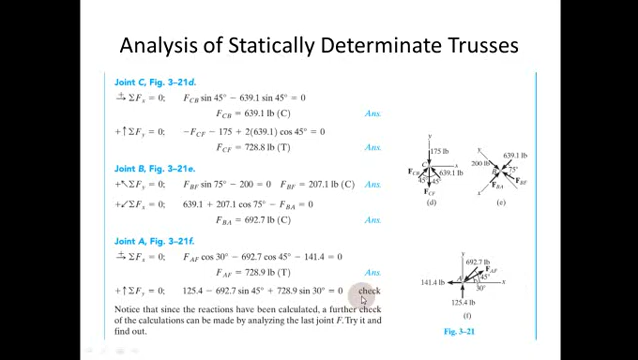 Analysis of Statically Determinate Trusses
Joint C, Fig. 3–21d.
→+ ΣFx = 0; FCB sin 45° − 639.1 sin 45° = 0
FCB = 639.1 lb (C) Ans.
+↑ΣFy = 0; −FCF − 175 + 2(639.1) cos 45° = 0
FCF = 728.8 lb (T) Ans.
Joint B, Fig. 3–21e.
+↖ΣFy = 0; FBF sin 75° − 200 = 0 FBF = 207.1 lb (C) Ans.
+↙ΣFx = 0; 639.1 + 207.1 cos 75° − FBA = 0
FBA = 692.7 lb (C) Ans.
Joint A, Fig. 3–21f.
→+ ΣFx = 0; FAF cos 30° − 692.7 cos 45° − 141.4 = 0
FAF = 728.9 lb (T) Ans.
+↑ΣFy = 0; 125.4 − 692.7 sin 45° + 728.9 sin 30° = 0 check
Notice that since the reactions have been calculated, a further check
of the calculations can be made by analyzing the last joint F. Try it and
find out.
y
175 lb
C
x
FCB
639.1 lb
45° 45°
FCF
(d)
y
639.1 lb
200 lb
B
75°
FBF
x
FBA
(e)
y
692.7 lb
FAF
A
45°
141.4 lb
x
30°
125.4 lb
(f)
Fig. 3–21